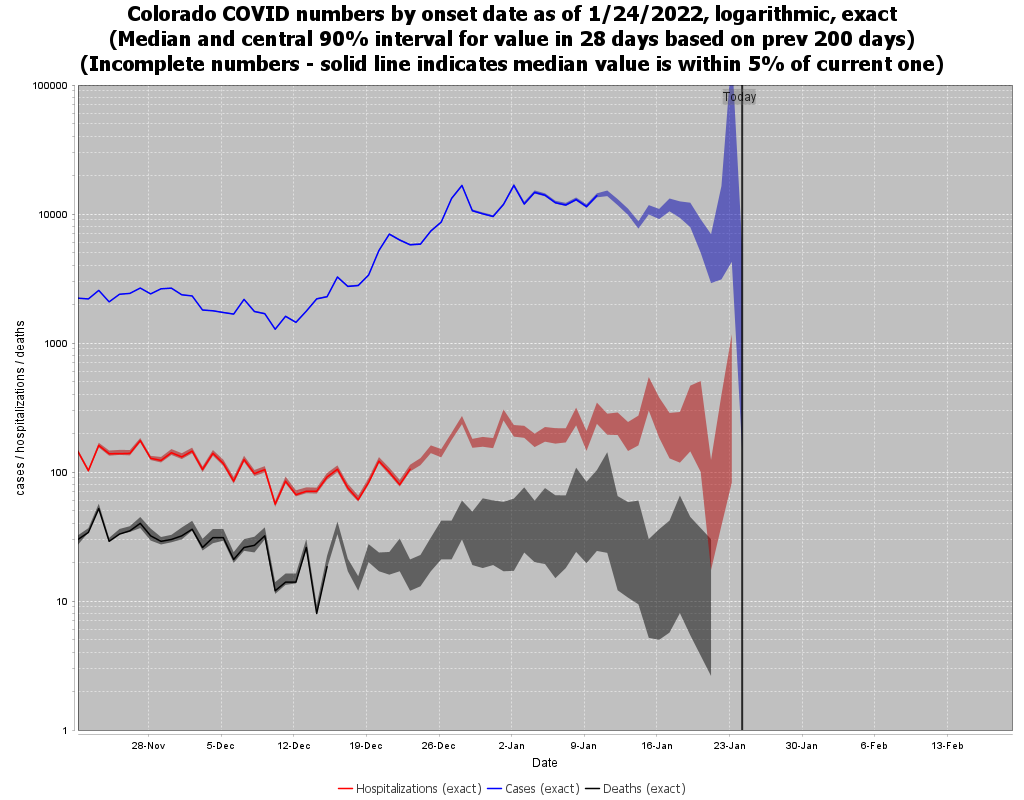 Colorado COVID numbers by onset date as of 1/24/2022, logarithmic, exact
(Median and central 90% interval for value in 28 days based on prev 200 days)
(Incomplete numbers - solid line indicates median value is within 5% of current one)
100000
Today
10000
1000
100
10
1
cases / hospitalizations / deaths
28-Nov 5-Dec 12-Dec 19-Dec 26-Dec 2-Jan 9-Jan 16-Jan 23-Jan 30-Jan 6-Feb 13-Feb
Date
Hospitalizations (exact) Cases (exact) Deaths (exact)